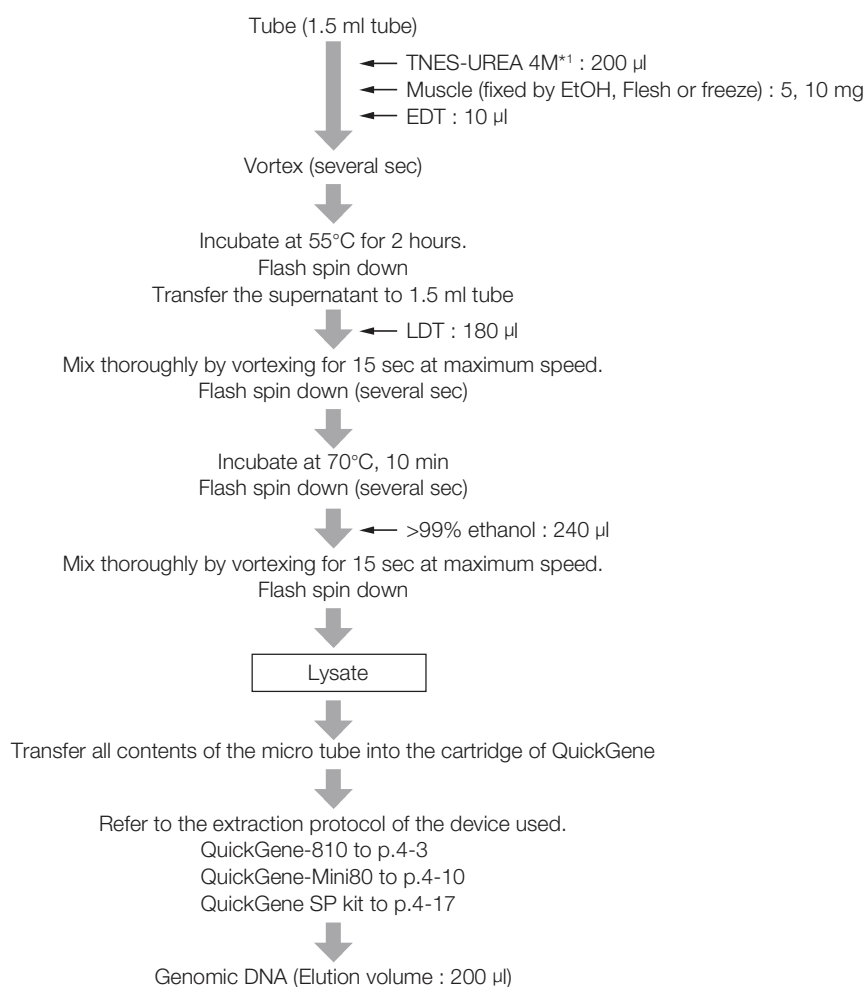 Tube (1.5 ml tube)
TNES-UREA 4M*1 : 200 µl
Muscle (fixed by EtOH, Flesh or freeze) : 5, 10 mg
EDT : 10 µl
Vortex (several sec)
Incubate at 55°C for 2 hours.
Flash spin down
Transfer the supernatant to 1.5 ml tube
LDT : 180 µl
Mix thoroughly by vortexing for 15 sec at maximum speed.
Flash spin down (several sec)
Incubate at 70°C, 10 min
Flash spin down (several sec)
>99% ethanol : 240 µl
Mix thoroughly by vortexing for 15 sec at maximum speed.
Flash spin down
Lysate
Transfer all contents of the micro tube into the cartridge of QuickGene
Refer to the extraction protocol of the device used.
QuickGene-810 to p.4-3
QuickGene-Mini80 to p.4-10
QuickGene SP kit to p.4-17
Genomic DNA (Elution volume : 200 µl)